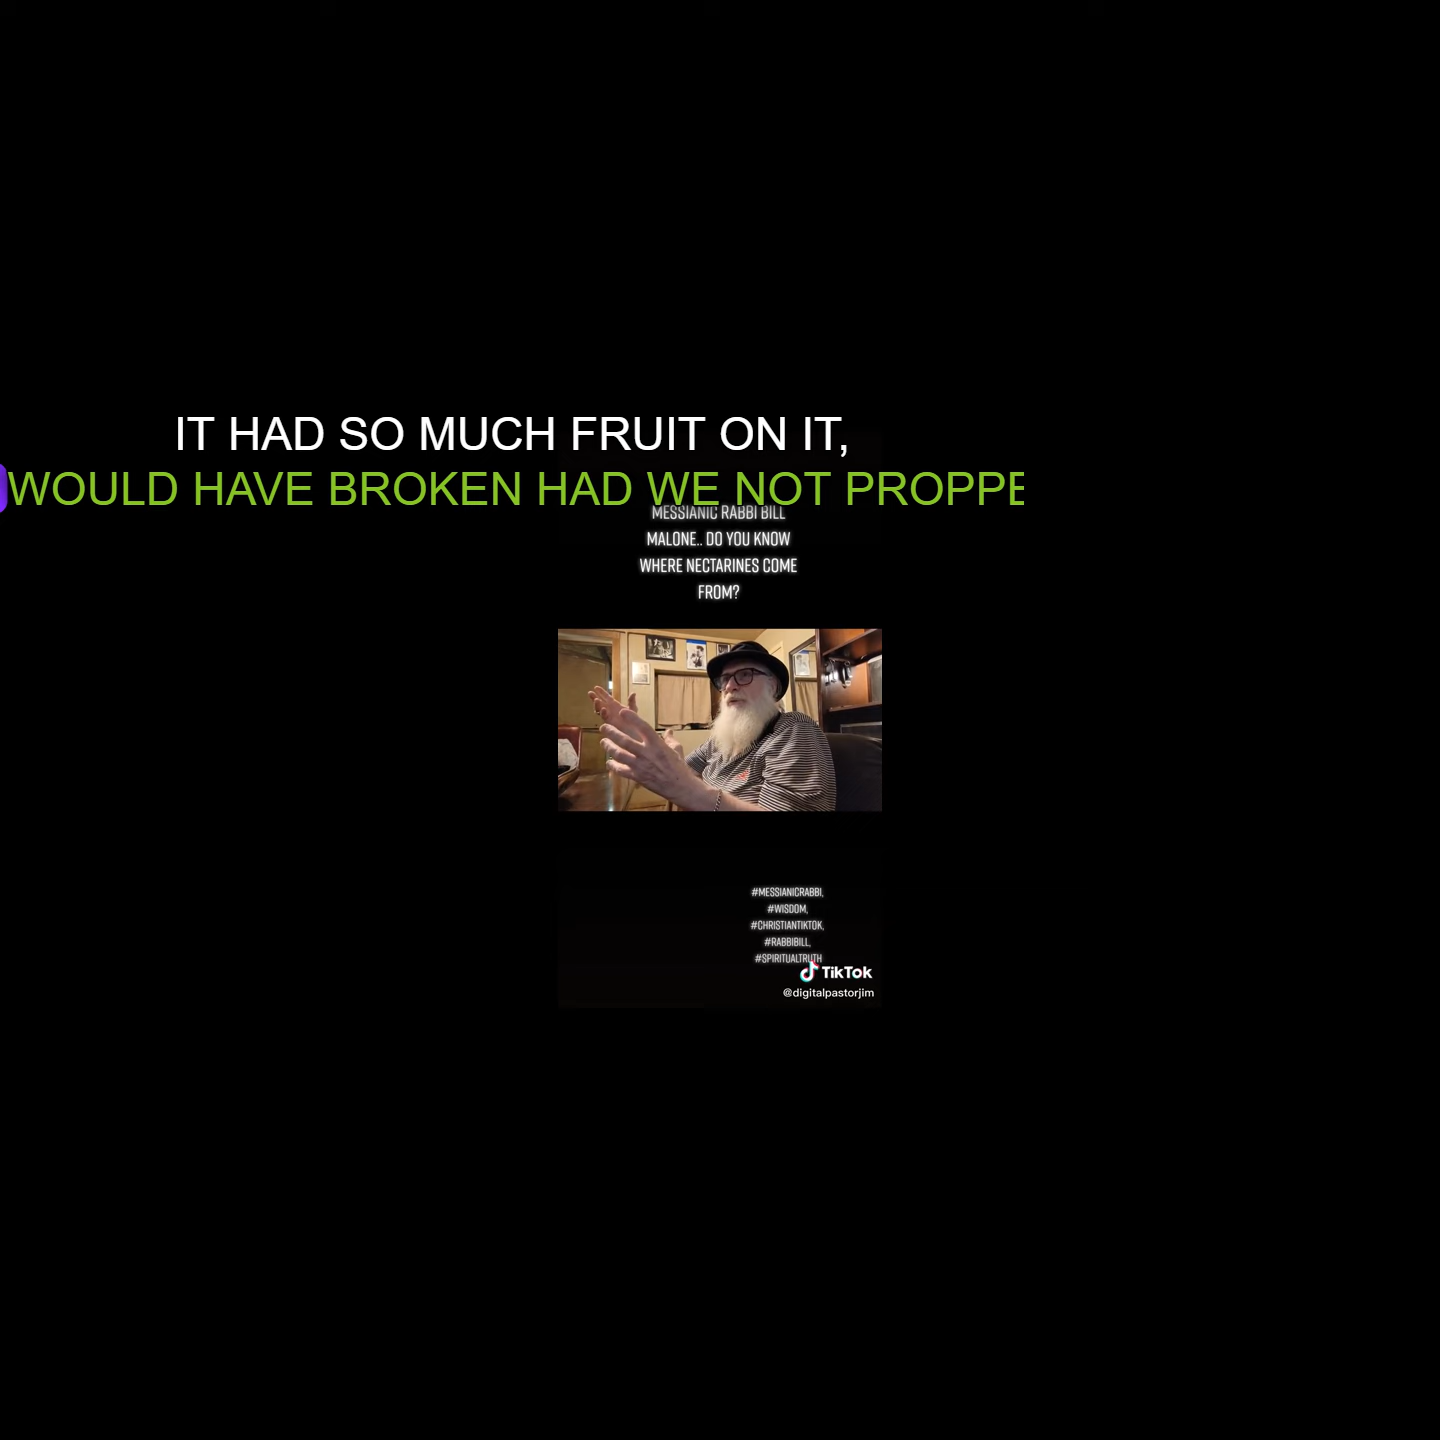 IT HAD SO MUCH FRUIT ON IT,
WOULD HAVE BROKEN HAD WE NOT
MESSIANIC RABBI BILL
MALONE.. DO YOU KNOW
WHERE NECTARINES COME
FROM?
#MESSIANICRABBI,
#WISDOM,
#CHRISTIANTIKTOK,
#RABBIBILL,
#SPIRITUALTRUTH
TikTok
@digitalpastorjim